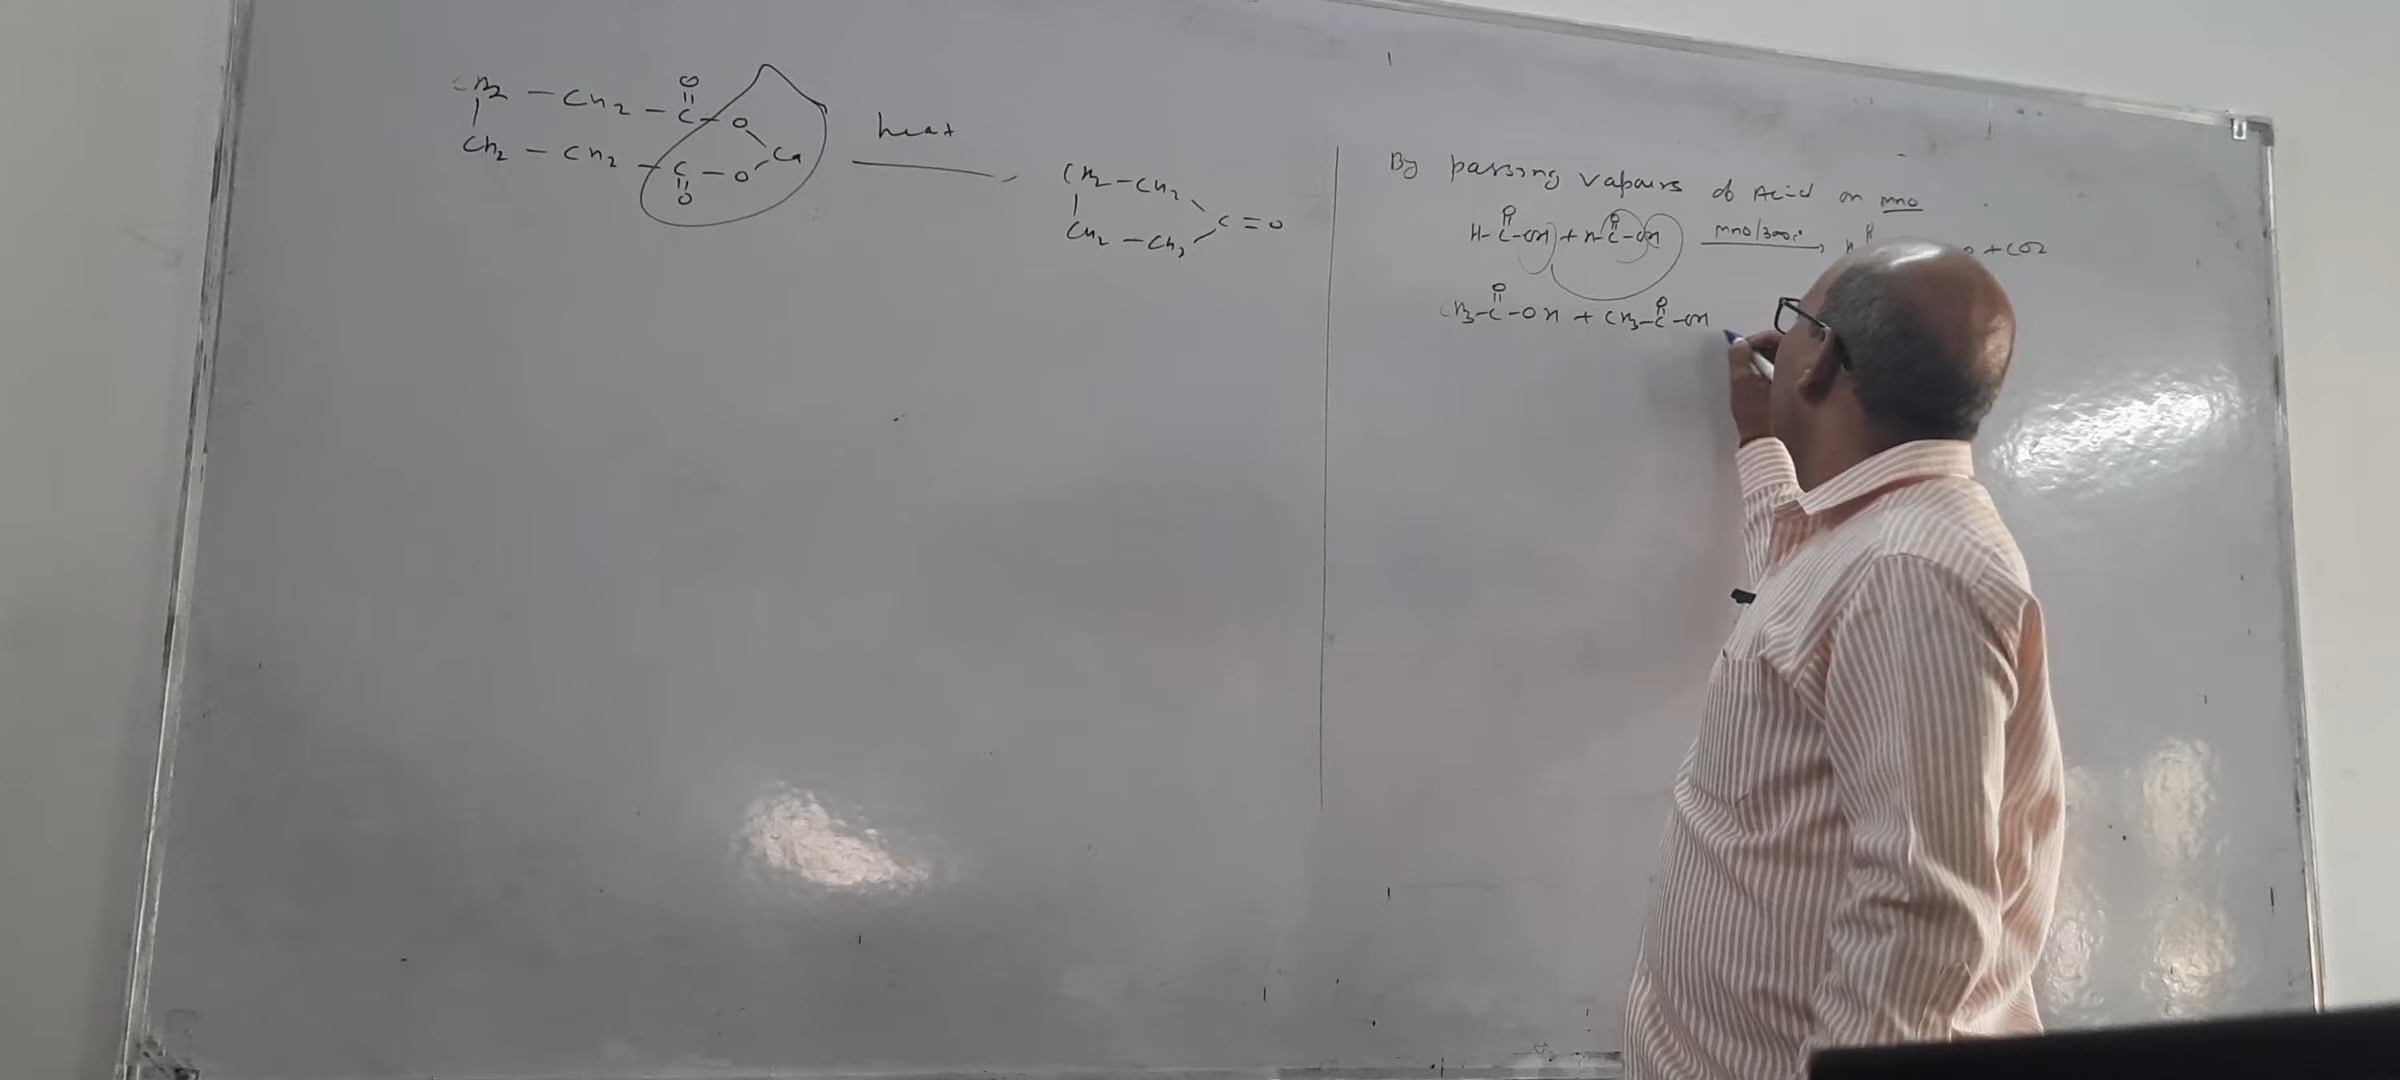 CH2 - CH2 - C - O
O
CH2 - CH2 - C - O
O
Ca
heat
CH2 - CH2
CH2 - CH2
C = O
By passing vapours of Acid on MnO
H - C - OH + H - C - OH MnO/300°C
O O
+ CO2
CH3 - C - OH + CH3 - C - OH
O O